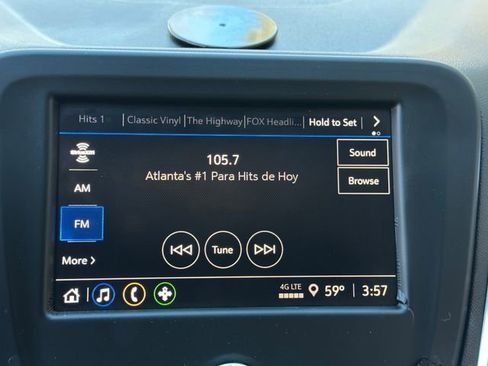 Hits 1 Classic Vinyl The Highway FOX Headli... Hold to Set
SIRIUSXM
105.7
Sound
Atlanta's #1 Para Hits de Hoy
AM
Browse
FM
Tune
More
4G LTE
59° 3:57